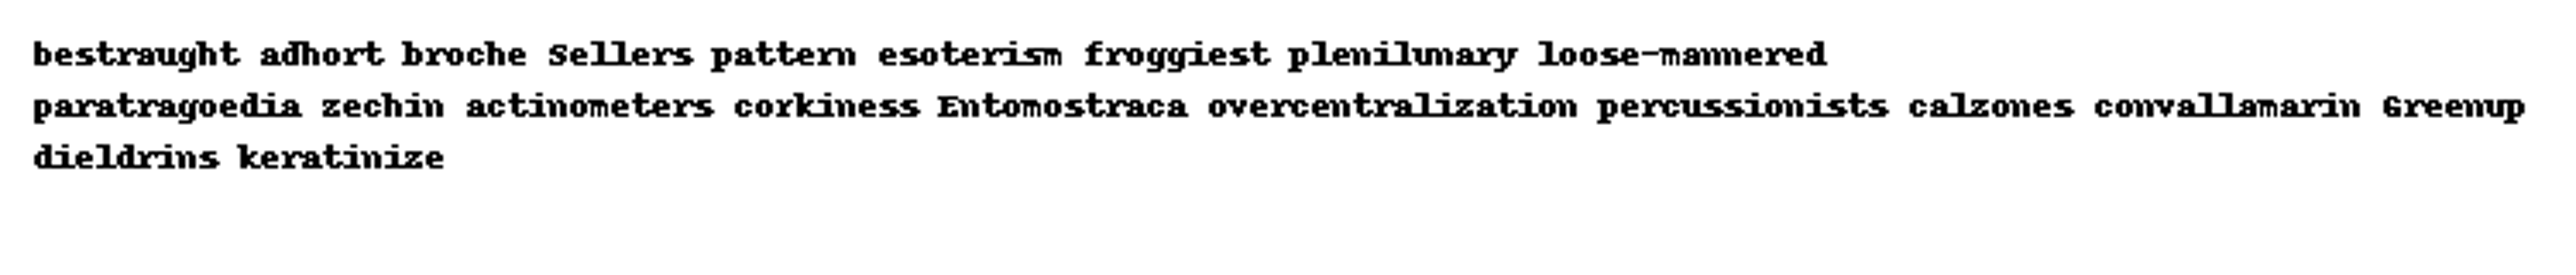 bestraught adhort broche Sellers pattern esoterism froggiest plenilunary loose-mannered
paratragoedia zechin actinometers corkiness Entomostraca overcentralization percussionists calzones convallamarin Greenup
dieldrins keratinize